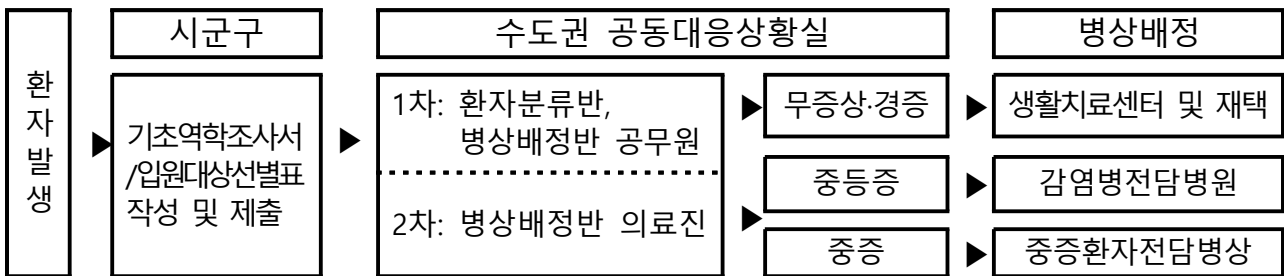 환자발생
시군구
기초역학조사서
/입원대상선별표
작성 및 제출
수도권 공동대응상황실
1차: 환자분류반,
병상배정반 공무원
2차: 병상배정반 의료진
무증상·경증
중등증
중증
병상배정
생활치료센터 및 재택
감염병전담병원
중증환자전담병상